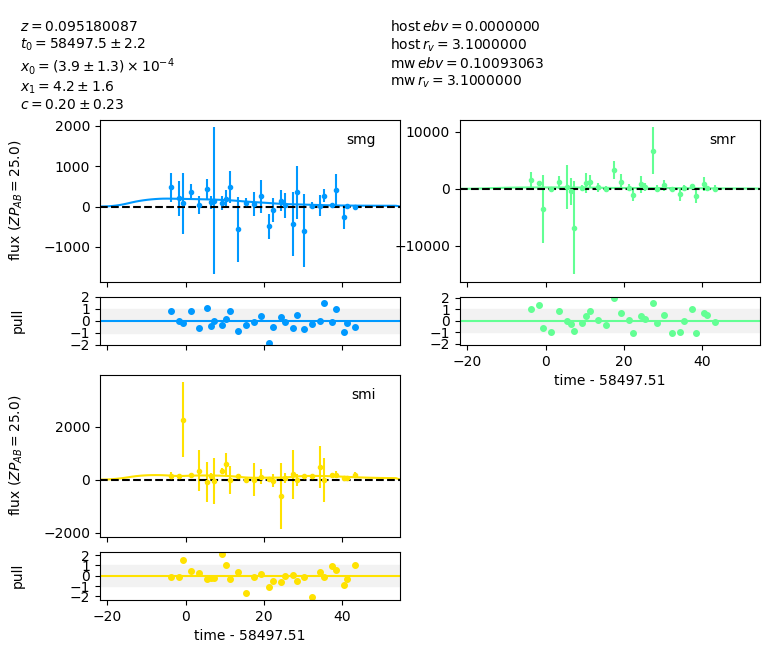 z = 0.095180087
t₀ = 58497.5 ± 2.2
x₀ = (3.9 ± 1.3) × 10⁻⁴
x₁ = 4.2 ± 1.6
c = 0.20 ± 0.23
host ebv = 0.0000000
host r_v = 3.1000000
mw ebv = 0.10093063
mw r_v = 3.1000000
smg
flux (ZP_AB = 25.0)
2000
1000
0
−1000
smr
10000
0
−10000
pull
2
1
0
−1
−2
2
1
0
−1
−2
−20
0
20
40
time - 58497.51
smi
flux (ZP_AB = 25.0)
2000
0
−2000
pull
2
1
0
−1
−2
−20
0
20
40
time - 58497.51